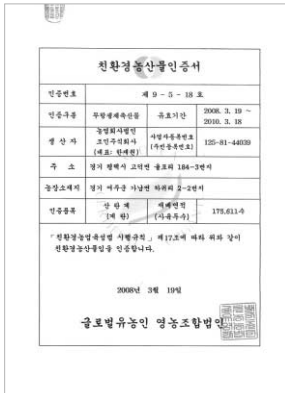 친환경농산물인증서
인증번호 제 9 - 5 - 18 호
인증구분 무항생제축산물 유효기간 2008. 3. 19 ~ 2010. 3. 18
생 산 자 농업회사법인 조인주식회사 (대표: 한재권) 사업자등록번호 (주민등록번호) 125-81-44039
주 소 경기 평택시 고덕면 율포리 184-3번지
농장소재지 경기 여주군 가남면 하귀리 2-2번지
인증품목 산 란 계 (계 란) 재배면적 (사육두수) 173,611수
「친환경농업육성법 시행규칙」 제17조에 따라 위와 같이
친환경농산물임을 인증합니다.
2008년 3월 19일
글로벌유농인 영농조합법인